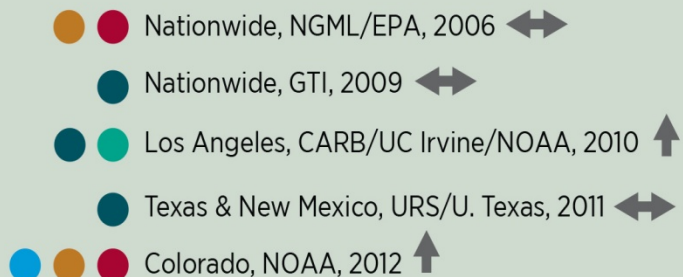 Nationwide, NGML/EPA, 2006
Nationwide, GTI, 2009
Los Angeles, CARB/UC Irvine/NOAA, 2010
Texas & New Mexico, URS/U. Texas, 2011
Colorado, NOAA, 2012